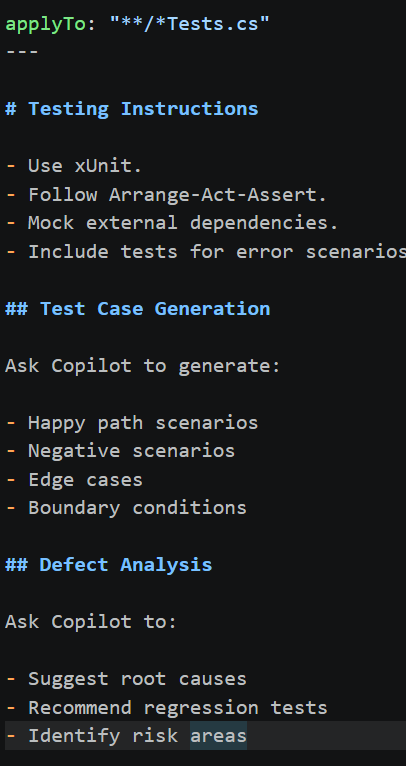 applyTo: "**/*Tests.cs"
---
# Testing Instructions
- Use xUnit.
- Follow Arrange-Act-Assert.
- Mock external dependencies.
- Include tests for error scenarios
## Test Case Generation
Ask Copilot to generate:
- Happy path scenarios
- Negative scenarios
- Edge cases
- Boundary conditions
## Defect Analysis
Ask Copilot to:
- Suggest root causes
- Recommend regression tests
- Identify risk areas